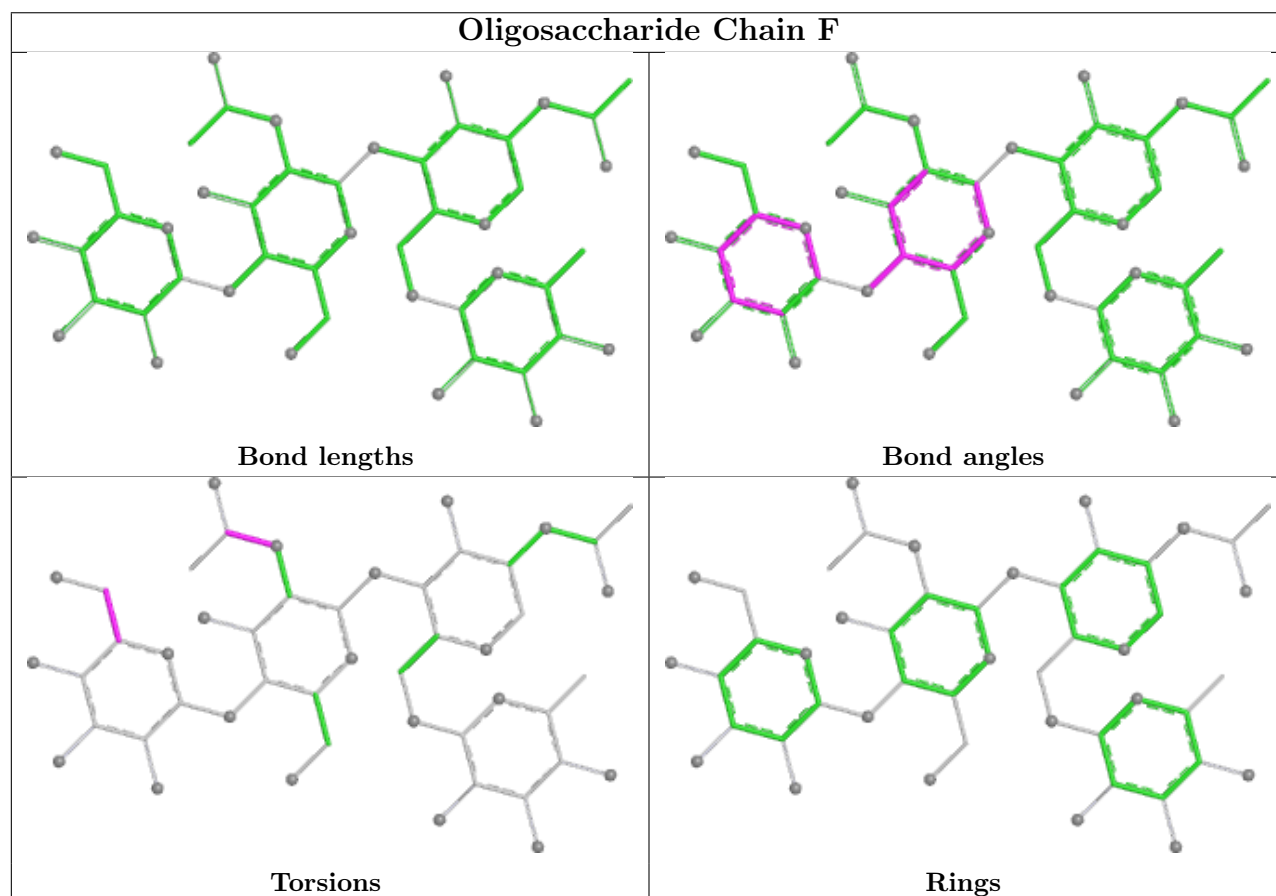 Oligosaccharide Chain F
Bond lengths
Bond angles
Torsions
Rings